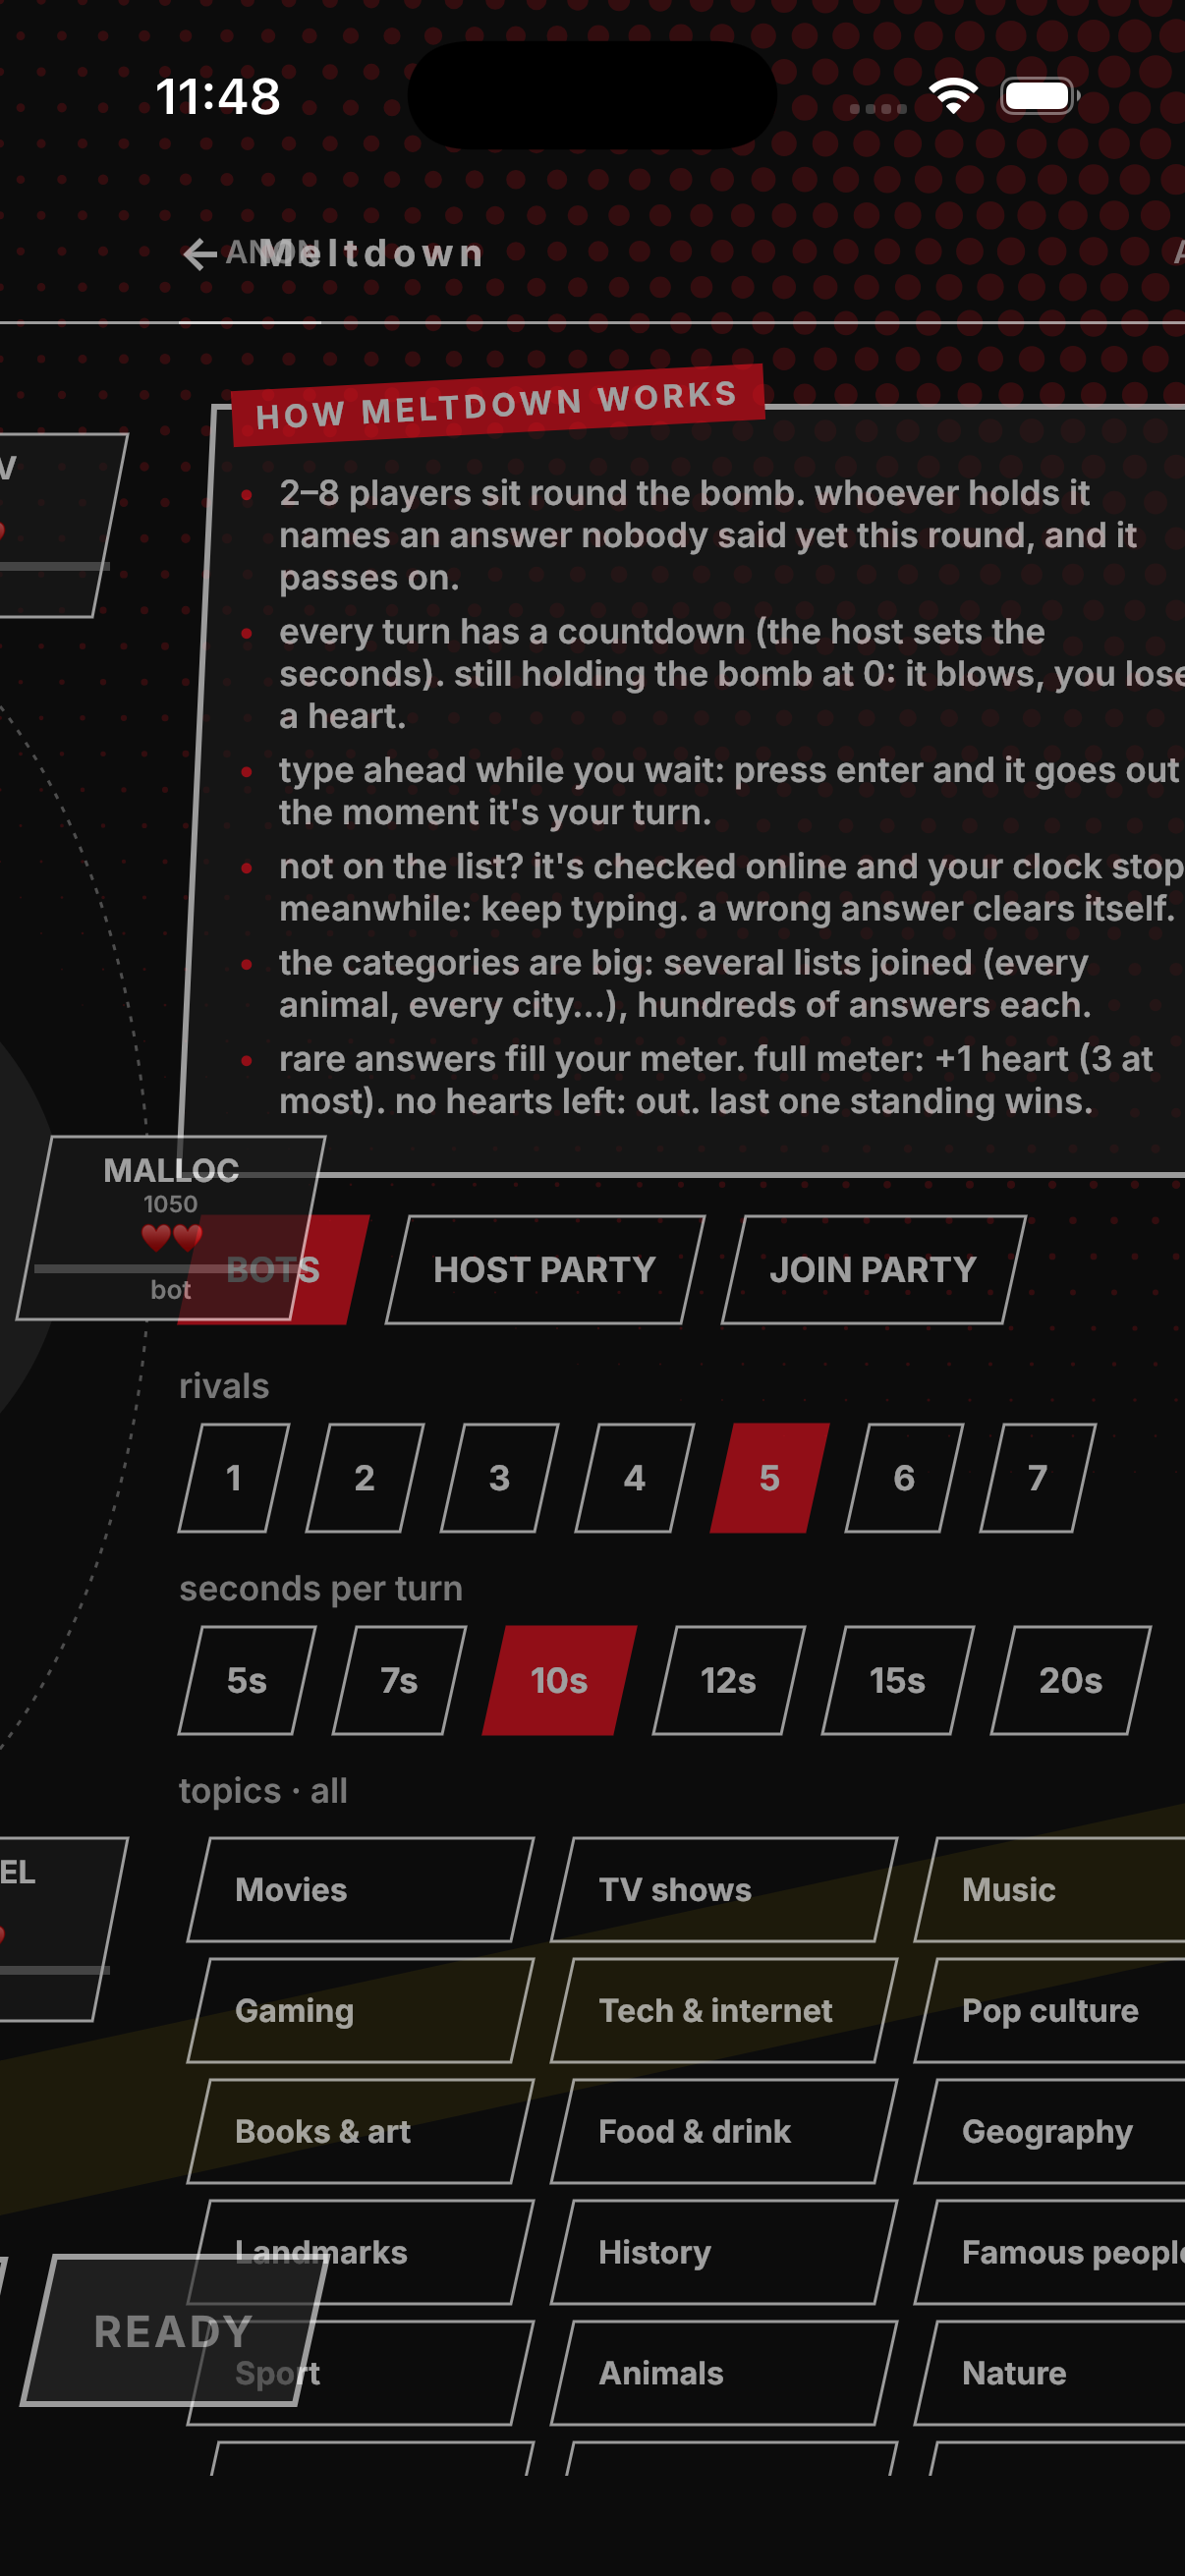 11:48
ANON
Meltdown
A
HOW MELTDOWN WORKS
V
2–8 players sit round the bomb. whoever holds it
names an answer nobody said yet this round, and it
passes on.
every turn has a countdown (the host sets the
seconds). still holding the bomb at 0: it blows, you lose
a heart.
type ahead while you wait: press enter and it goes out
the moment it's your turn.
not on the list? it's checked online and your clock stop
meanwhile: keep typing. a wrong answer clears itself.
the categories are big: several lists joined (every
animal, every city...), hundreds of answers each.
rare answers fill your meter. full meter: +1 heart (3 at
most). no hearts left: out. last one standing wins.
MALLOC
1050
bot
BOTS
HOST PARTY
JOIN PARTY
rivals
1
2
3
4
5
6
7
seconds per turn
5s
7s
10s
12s
15s
20s
topics · all
EL
Movies
TV shows
Music
Gaming
Tech & internet
Pop culture
Books & art
Food & drink
Geography
Landmarks
History
Famous people
READY
Sport
Animals
Nature